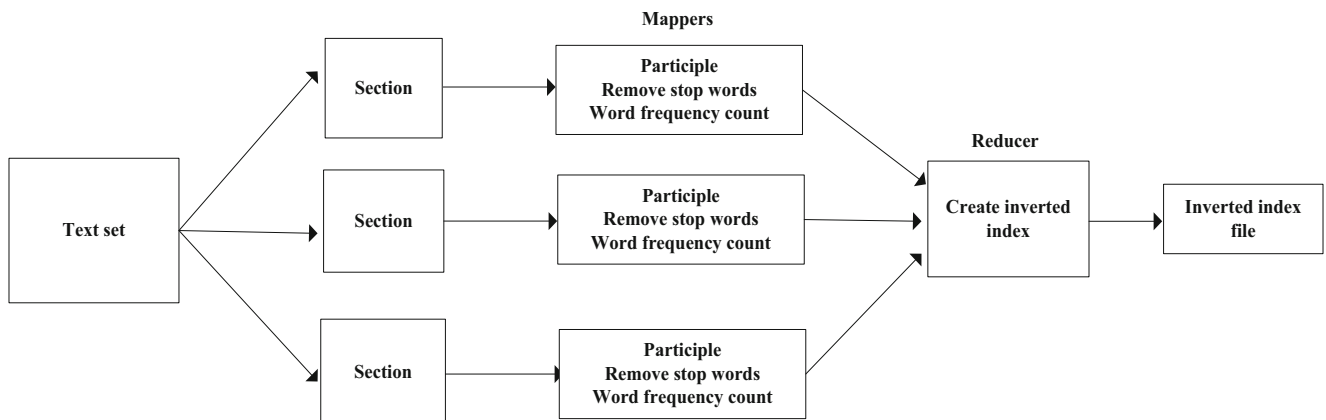 Mappers
Section
Participle
Remove stop words
Word frequency count
Reducer
Text set
Section
Participle
Remove stop words
Word frequency count
Create inverted
index
Inverted index
file
Section
Participle
Remove stop words
Word frequency count